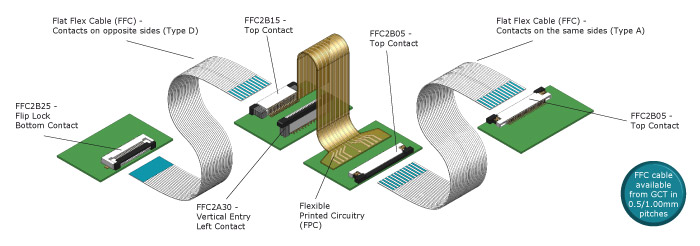 Flat Flex Cable (FFC) -
Contacts on opposite sides (Type D)
FFC2B15 -
Top Contact
FFC2B05 -
Top Contact
Flat Flex Cable (FFC) -
Contacts on the same sides (Type A)
FFC2B25 -
Flip Lock
Bottom Contact
FFC2B05 -
Top Contact
FFC2A30 -
Vertical Entry
Left Contact
Flexible
Printed Circuitry
(FPC)
FFC cable
available
from GCT in
0.5/1.00mm
pitches